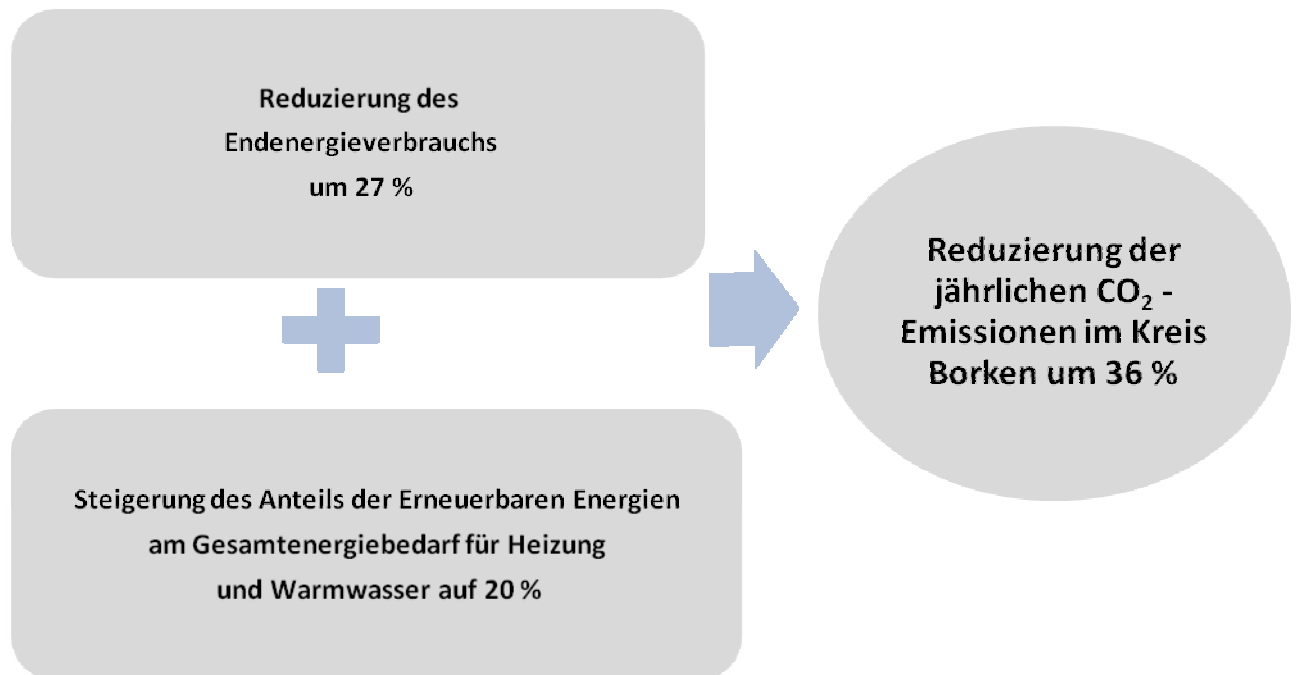 Reduzierung des
Endenergieverbrauchs
um 27 %
Steigerung des Anteils der Erneuerbaren Energien
am Gesamtenergiebedarf für Heizung
und Warmwasser auf 20 %
Reduzierung der
jährlichen CO₂ -
Emissionen im Kreis
Borken um 36 %